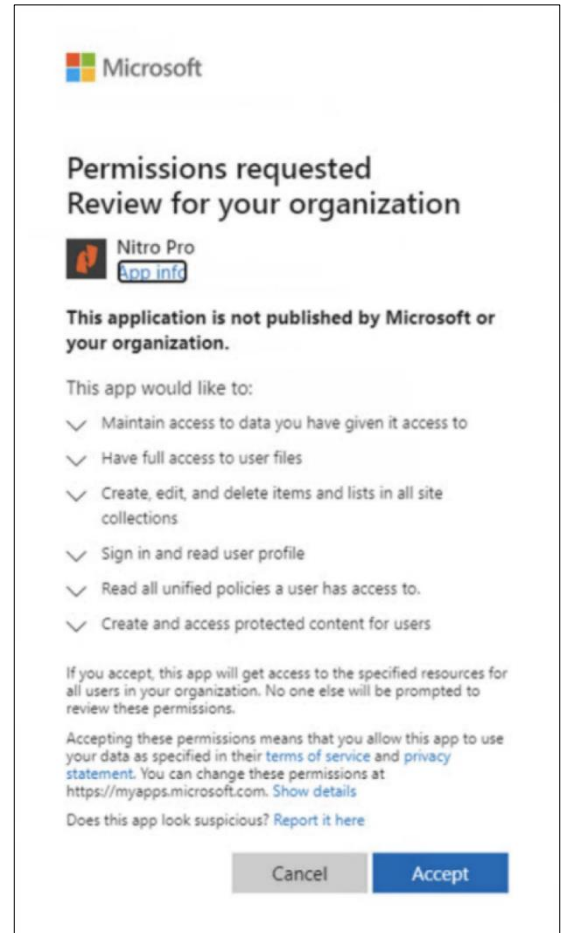 Microsoft
Permissions requested
Review for your organization
Nitro Pro
App info
This application is not published by Microsoft or
your organization.
This app would like to:
Maintain access to data you have given it access to
Have full access to user files
Create, edit, and delete items and lists in all site
collections
Sign in and read user profile
Read all unified policies a user has access to.
Create and access protected content for users
If you accept, this app will get access to the specified resources for
all users in your organization. No one else will be prompted to
review these permissions.
Accepting these permissions means that you allow this app to use
your data as specified in their terms of service and privacy
statement. You can change these permissions at
https://myapps.microsoft.com. Show details
Does this app look suspicious? Report it here
Cancel Accept